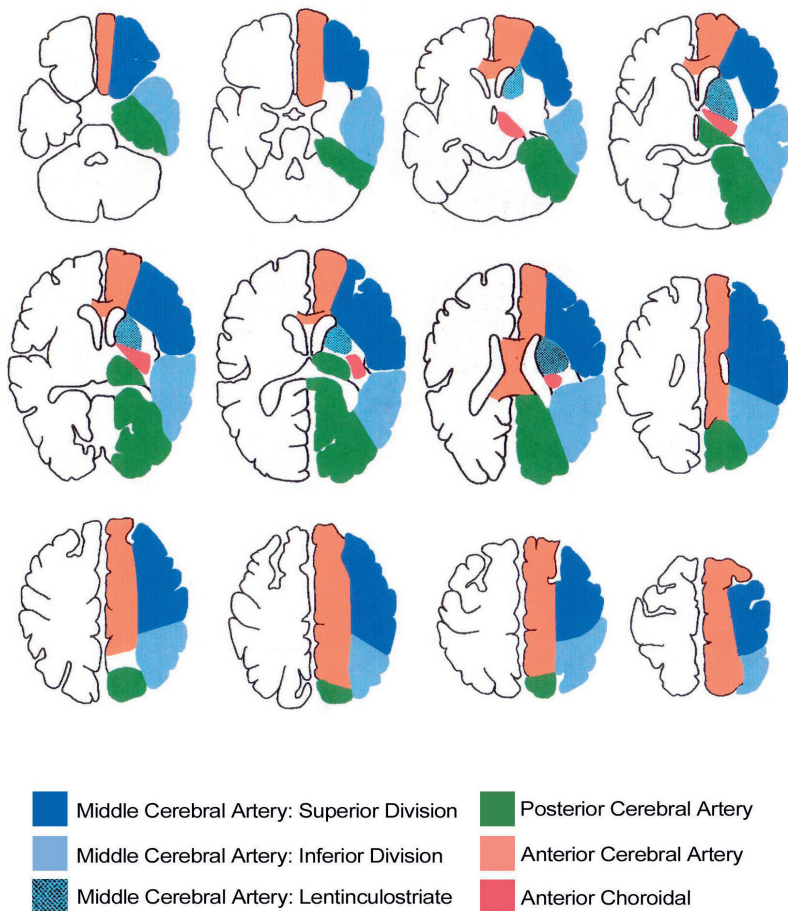 Middle Cerebral Artery: Superior Division
Middle Cerebral Artery: Inferior Division
Middle Cerebral Artery: Lentinculostriate
Posterior Cerebral Artery
Anterior Cerebral Artery
Anterior Choroidal